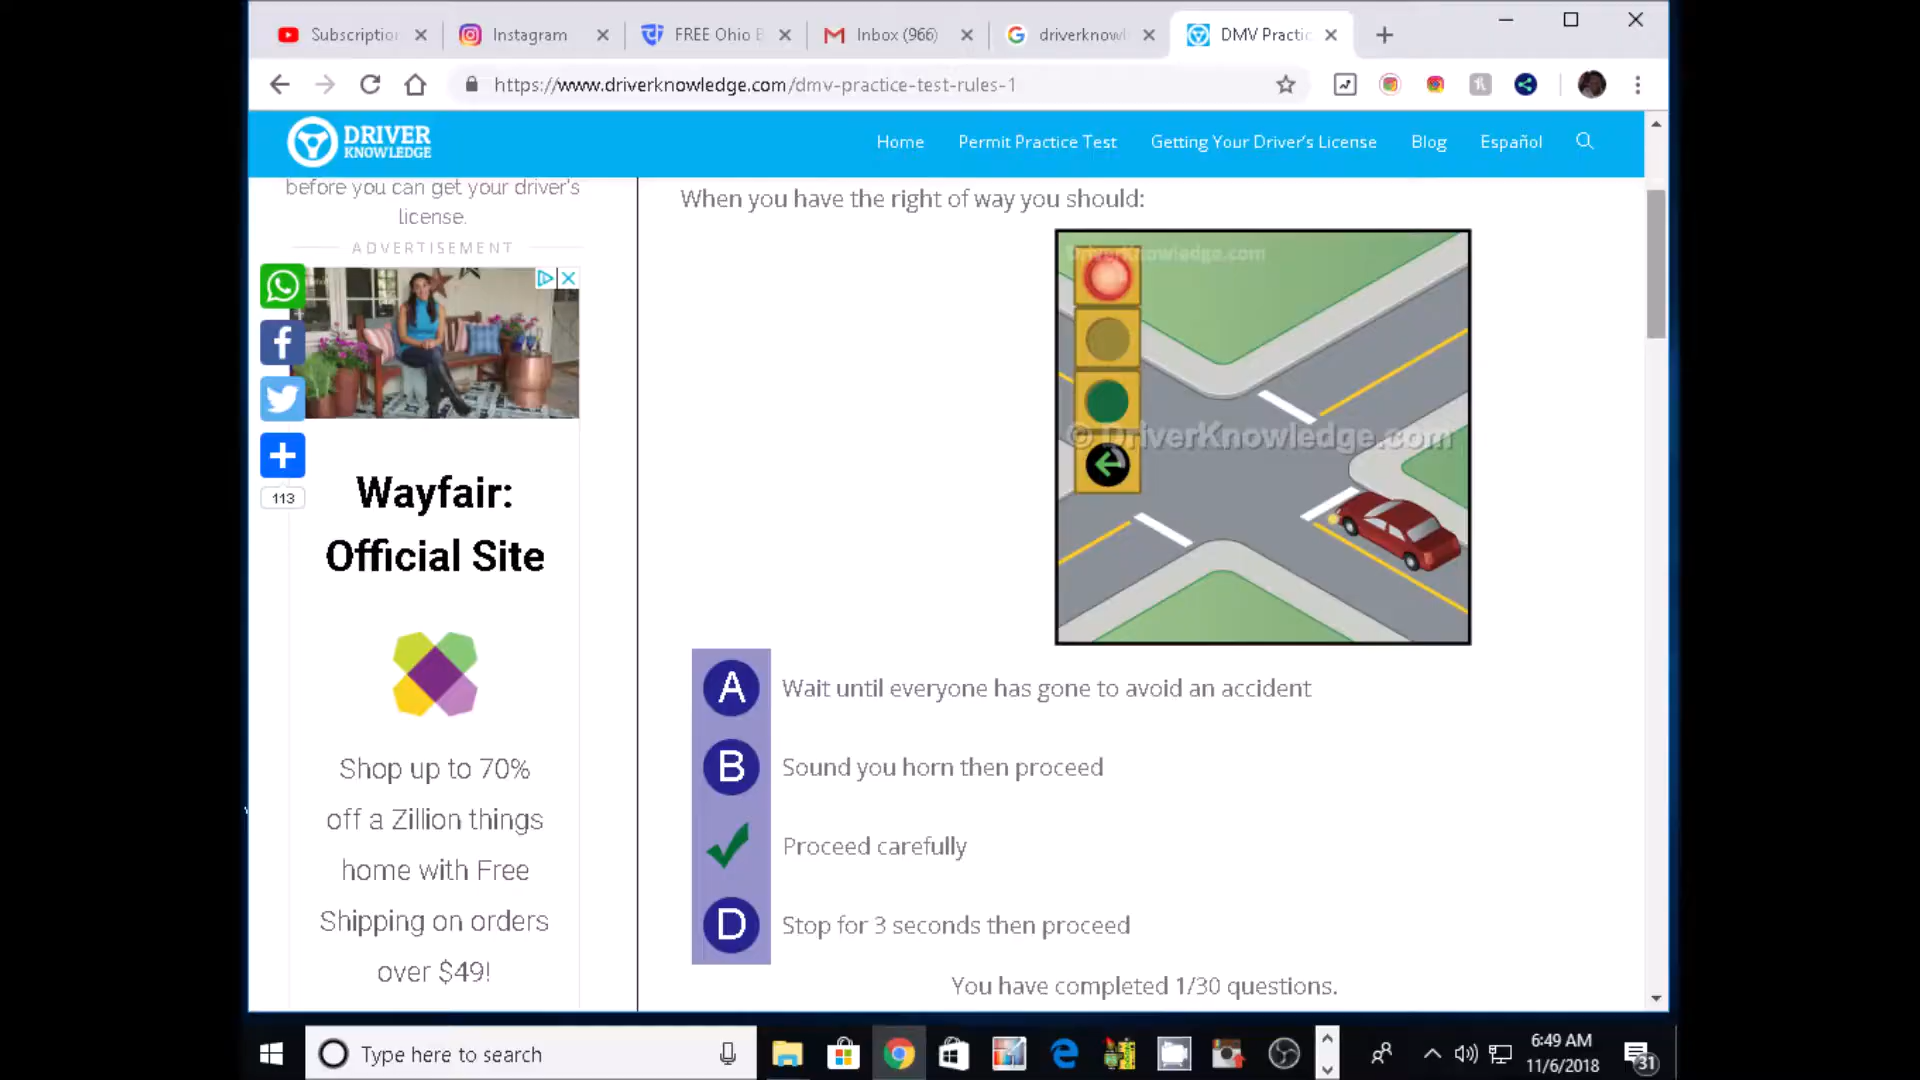 Subscription
Instagram
FREE Ohio B
Inbox (966)
driverknowl
DMV Practic
https://www.driverknowledge.com/dmv-practice-test-rules-1
DRIVER
KNOWLEDGE
Home
Permit Practice Test
Getting Your Driver's License
Blog
Español
before you can get your driver's
license.
ADVERTISEMENT
113
Wayfair:
Official Site
Shop up to 70%
off a Zillion things
home with Free
Shipping on orders
over $49!
When you have the right of way you should:
DriverKnowledge.com
© DriverKnowledge.com
A Wait until everyone has gone to avoid an accident
B Sound you horn then proceed
Proceed carefully
D Stop for 3 seconds then proceed
You have completed 1/30 questions.
Type here to search
6:49 AM
11/6/2018
31